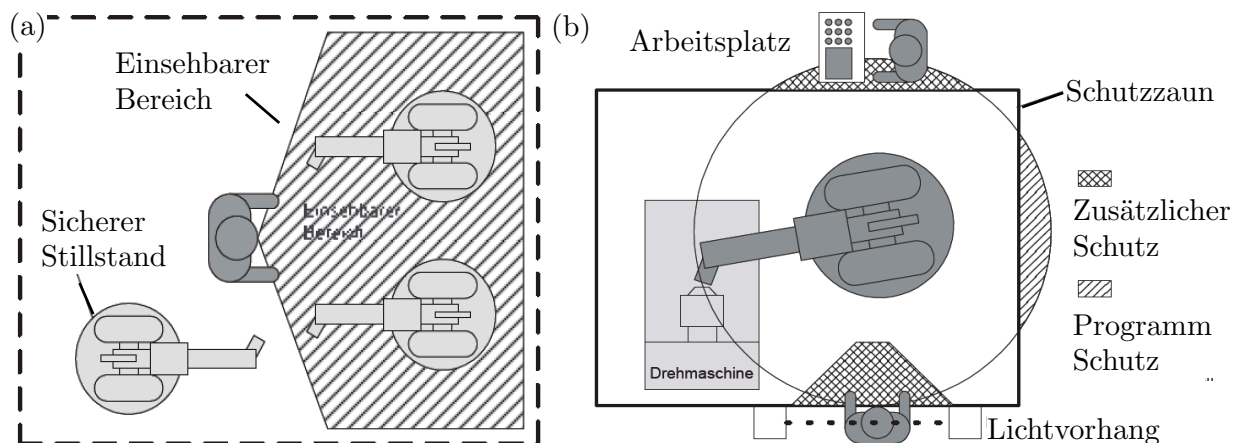 (a)
Einsehbarer
Bereich
Einsehbarer
Bereich
Sicherer
Stillstand
(b)
Arbeitsplatz
Schutzzaun
Zusätzlicher
Schutz
Programm
Schutz
Drehmaschine
Lichtvorhang